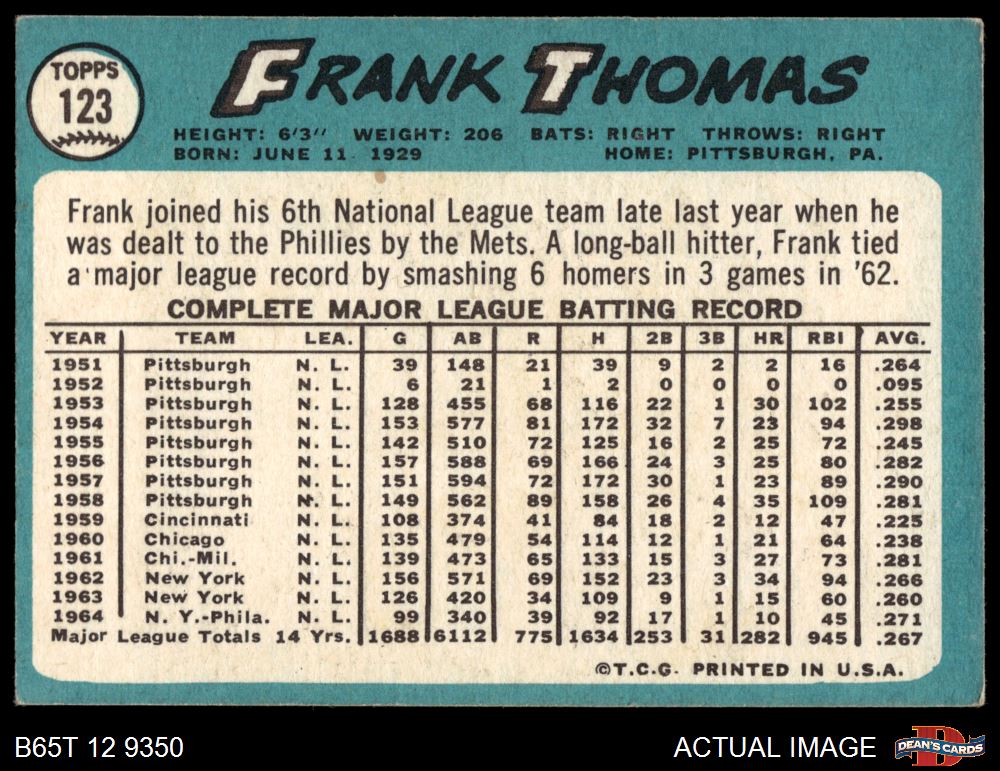 TOPPS
123
FRANK THOMAS
HEIGHT: 6'3" WEIGHT: 206 BATS: RIGHT THROWS: RIGHT
BORN: JUNE 11 1929 HOME: PITTSBURGH, PA.
Frank joined his 6th National League team late last year when he
was dealt to the Phillies by the Mets. A long-ball hitter, Frank tied
a major league record by smashing 6 homers in 3 games in '62.
COMPLETE MAJOR LEAGUE BATTING RECORD
YEAR TEAM LEA. G AB R H 2B 3B HR RBI AVG.
1951 Pittsburgh N. L. 39 148 21 39 9 2 2 16 .264
1952 Pittsburgh N. L. 6 21 1 2 0 0 0 0 .095
1953 Pittsburgh N. L. 128 455 68 116 22 1 30 102 .255
1954 Pittsburgh N. L. 153 577 81 172 32 7 23 94 .298
1955 Pittsburgh N. L. 142 510 72 125 16 2 25 72 .245
1956 Pittsburgh N. L. 157 588 69 166 24 3 25 80 .282
1957 Pittsburgh N. L. 151 594 72 172 30 1 23 89 .290
1958 Pittsburgh N. L. 149 562 89 158 26 4 35 109 .281
1959 Cincinnati N. L. 108 374 41 84 18 2 12 47 .225
1960 Chicago N. L. 135 479 54 114 12 1 21 64 .238
1961 Chi.-Mil. N. L. 139 473 65 133 15 3 27 73 .281
1962 New York N. L. 156 571 69 152 23 3 34 94 .266
1963 New York N. L. 126 420 34 109 9 1 15 60 .260
1964 N. Y.-Phila. N. L. 99 340 39 92 17 1 10 45 .271
Major League Totals 14 Yrs. 1688 6112 775 1634 253 31 282 945 .267
©T.C.G. PRINTED IN U.S.A.
B65T 12 9350 ACTUAL IMAGE DEAN'S CARDS